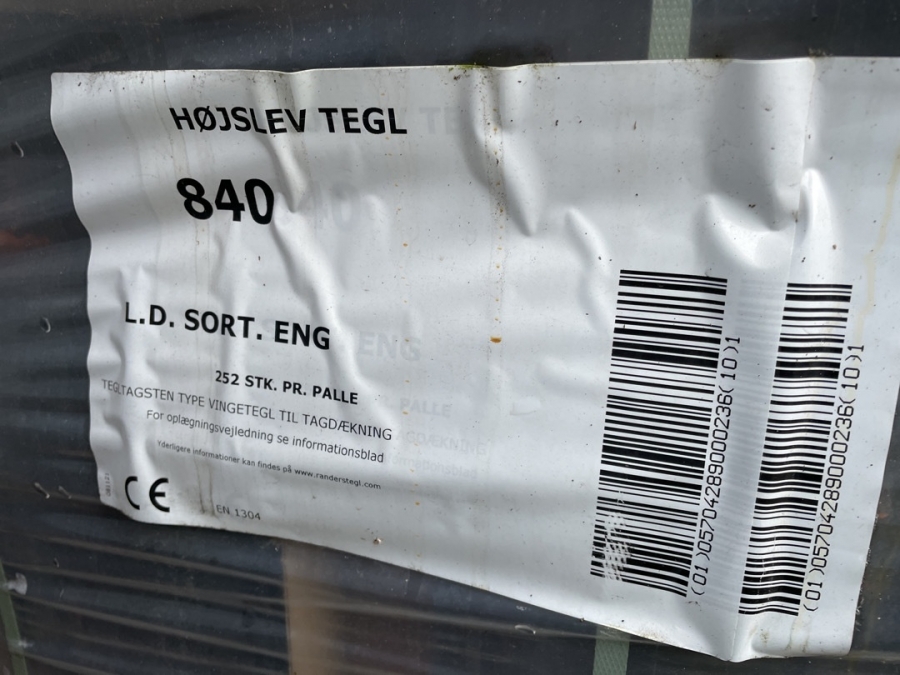 HØJSLEV TEGL
840
L.D. SORT. ENG
252 STK. PR. PALLE
TEGLTAGSTEN TYPE VINGETEGL TIL TAGDÆKNING
For oplægningsvejledning se informationsblad
Yderligere informationer kan findes på www.randerstegl.com
CE
EN 1304
(01)05704289000236(10)1
(01)05704289000236(10)1